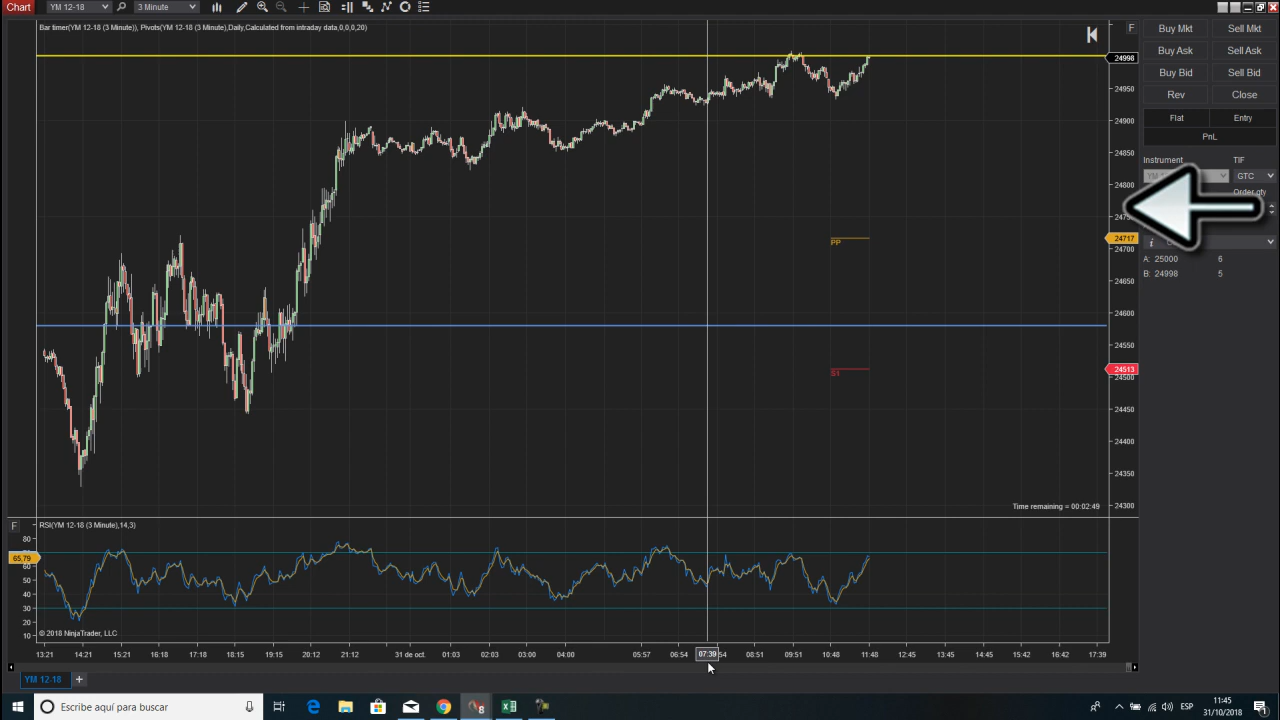 Chart YM 12-18 3 Minute
Bar timer(YM 12-18 (3 Minute)), Pivots(YM 12-18 (3 Minute),Daily,Calculated from intraday data,0,0,0,20)
F
Buy Mkt Sell Mkt
Buy Ask Sell Ask
Buy Bid Sell Bid
Rev Close
Flat Entry
PnL
Instrument TIF
GTC
Order qty
A: 25000 6
B: 24998 5
24998
24950
24900
24850
24800
24717
24700
24650
24600
24550
24513
24500
24450
24400
24350
24300
PP
S1
Time remaining = 00:02:49
F
RSI(YM 12-18 (3 Minute),14,3)
80
65.79
60
50
40
30
20
10
© 2018 NinjaTrader, LLC
13:21 14:21 15:21 16:18 17:18 18:15 19:15 20:12 21:12 31 de oct. 01:03 02:03 03:00 04:00 05:57 06:54 07:39 08:51 09:51 10:48 11:48 12:45 13:45 14:45 15:42 16:42 17:39
YM 12-18 +
Escribe aquí para buscar
8
ESP
11:45
31/10/2018
1